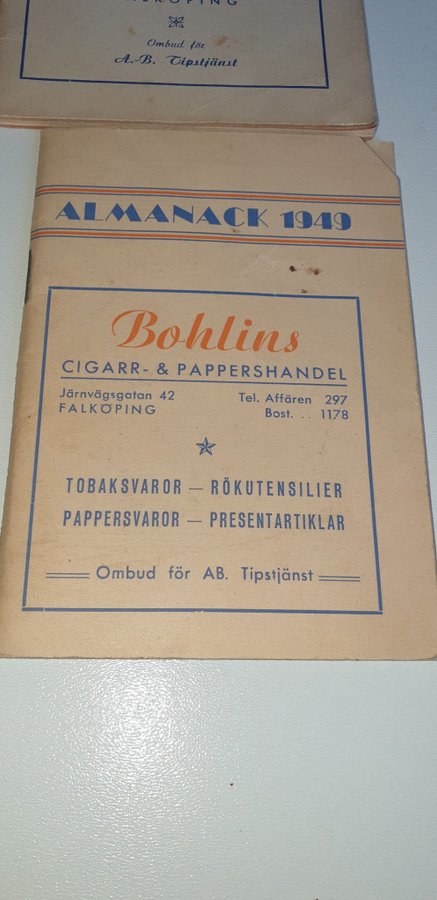 Ombud för
A.-B. Tipstjänst
ALMANACK 1949
Bohlins
CIGARR- & PAPPERSHANDEL
Järnvägsgatan 42 Tel. Affären 297
FALKÖPING Bost. .. 1178
TOBAKSVAROR — RÖKUTENSILIER
PAPPERSVAROR — PRESENTARTIKLAR
Ombud för AB. Tipstjänst